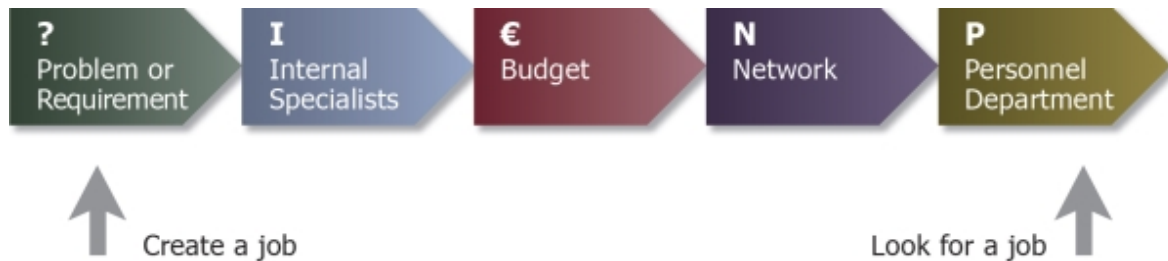 ?
Problem or
Requirement
I
Internal
Specialists
€
Budget
N
Network
P
Personnel
Department
Create a job
Look for a job